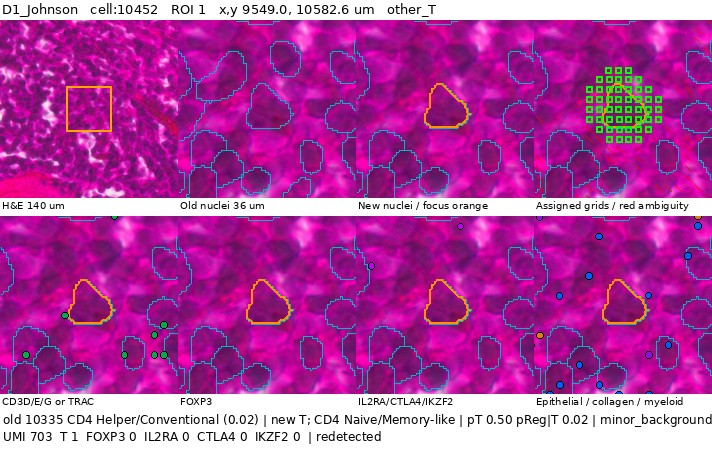 D1_Johnson cell:10452 ROI 1 x,y 9549.0, 10582.6 um other_T
H&E 140 um
Old nuclei 36 um
New nuclei / focus orange
Assigned grids / red ambiguity
CD3D/E/G or TRAC
FOXP3
IL2RA/CTLA4/IKZF2
Epithelial / collagen / myeloid
old 10335 CD4 Helper/Conventional (0.02) | new T; CD4 Naive/Memory-like | pT 0.50 pReg|T 0.02 | minor_background
UMI 703 T 1 FOXP3 0 IL2RA 0 CTLA4 0 IKZF2 0 | redetected